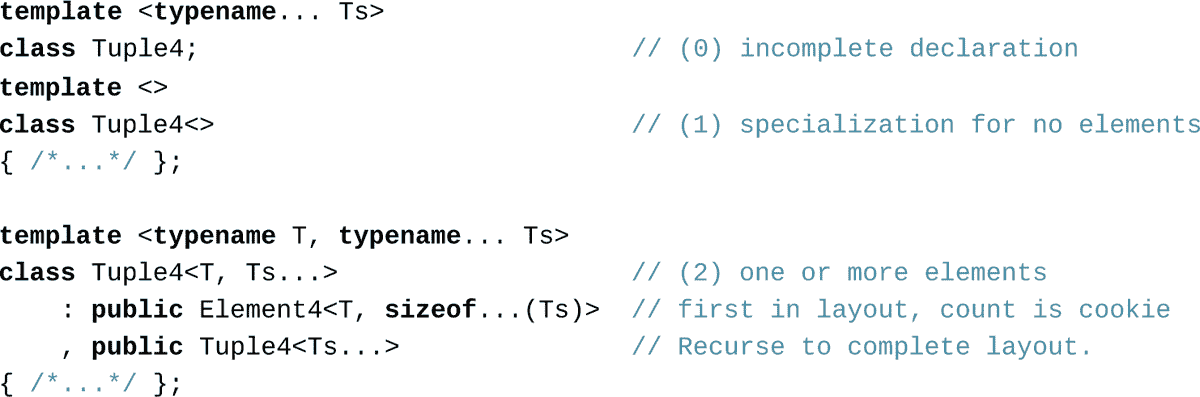 template <typename... Ts>
class Tuple4;                            // (0) incomplete declaration
template <>
class Tuple4<>                           // (1) specialization for no elements
{ /*...*/ };

template <typename T, typename... Ts>
class Tuple4<T, Ts...>                   // (2) one or more elements
    : public Element4<T, sizeof...(Ts)>  // first in layout, count is cookie
    , public Tuple4<Ts...>               // Recurse to complete layout.
{ /*...*/ };